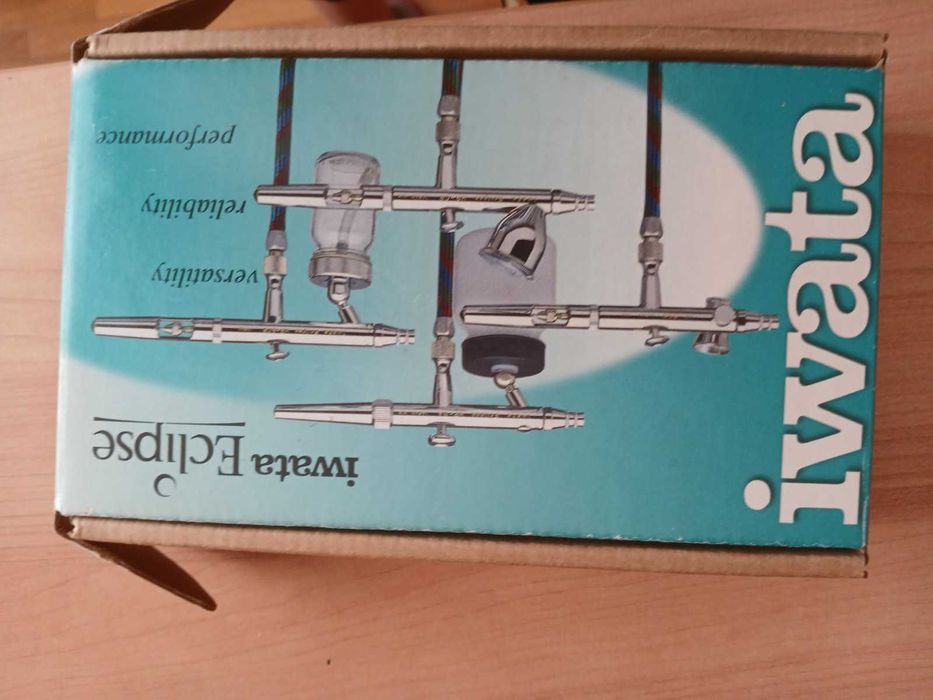 iwata
iwata Eclipse
versatility
reliability
performance